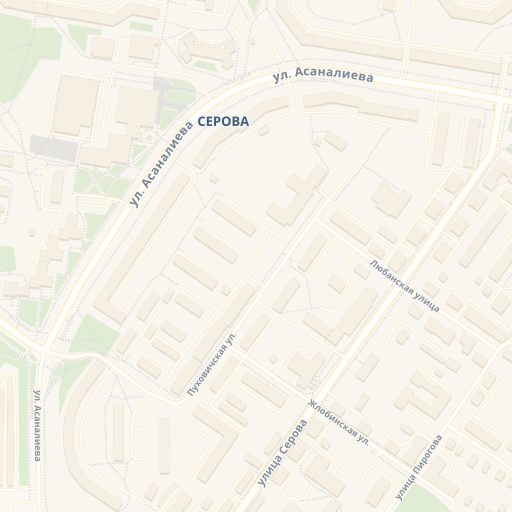 ул. Асаналиева
СЕРОВА
ул. Асаналиева
Любанская улица
Пуховичская ул.
ул. Асаналиева
Жлобинская ул.
улица Серова
улица Пирогова